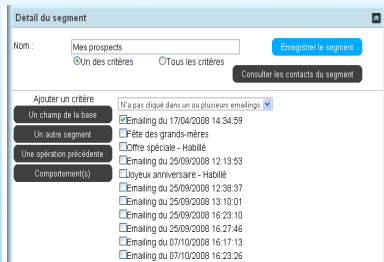 Détail du segment
Nom :
Mes prospects
Enregistrer le segment
Un des critères
Tous les critères
Consulter les contacts du segment
Ajouter un critère
Un champ de la base
Un autre segment
Une opération précédente
Comportement(s)
N'a pas cliqué dans un ou plusieurs emailings
Emailing du 17/04/2008 14:34:59
Fête des grands-mères
Offre spéciale - Habillé
Emailing du 25/09/2008 12:13:53
Joyeux anniversaire - Habillé
Emailing du 25/09/2008 12:38:37
Emailing du 25/09/2008 13:10:01
Emailing du 25/09/2008 16:23:10
Emailing du 25/09/2008 16:27:46
Emailing du 07/10/2008 16:17:13
Emailing du 07/10/2008 16:23:26